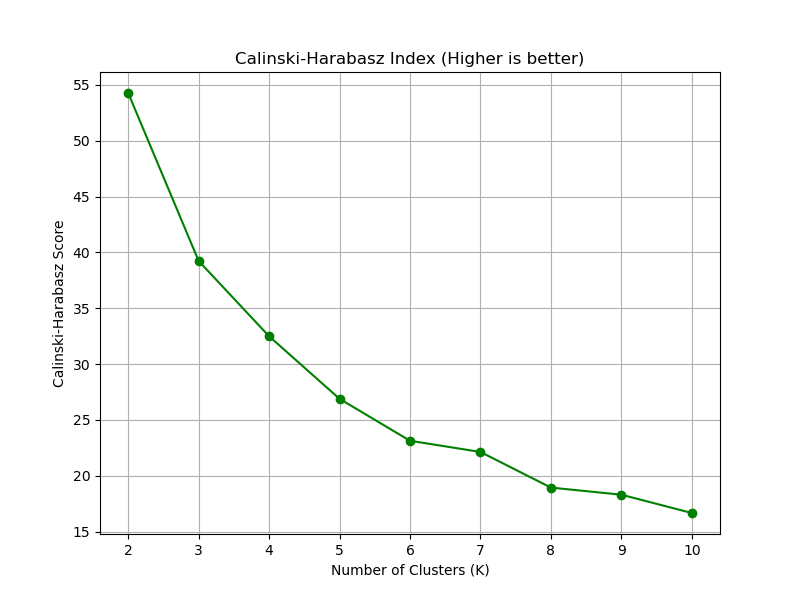 Calinski-Harabasz Index (Higher is better)
Calinski-Harabasz Score
55
50
45
40
35
30
25
20
15
2 3 4 5 6 7 8 9 10
Number of Clusters (K)